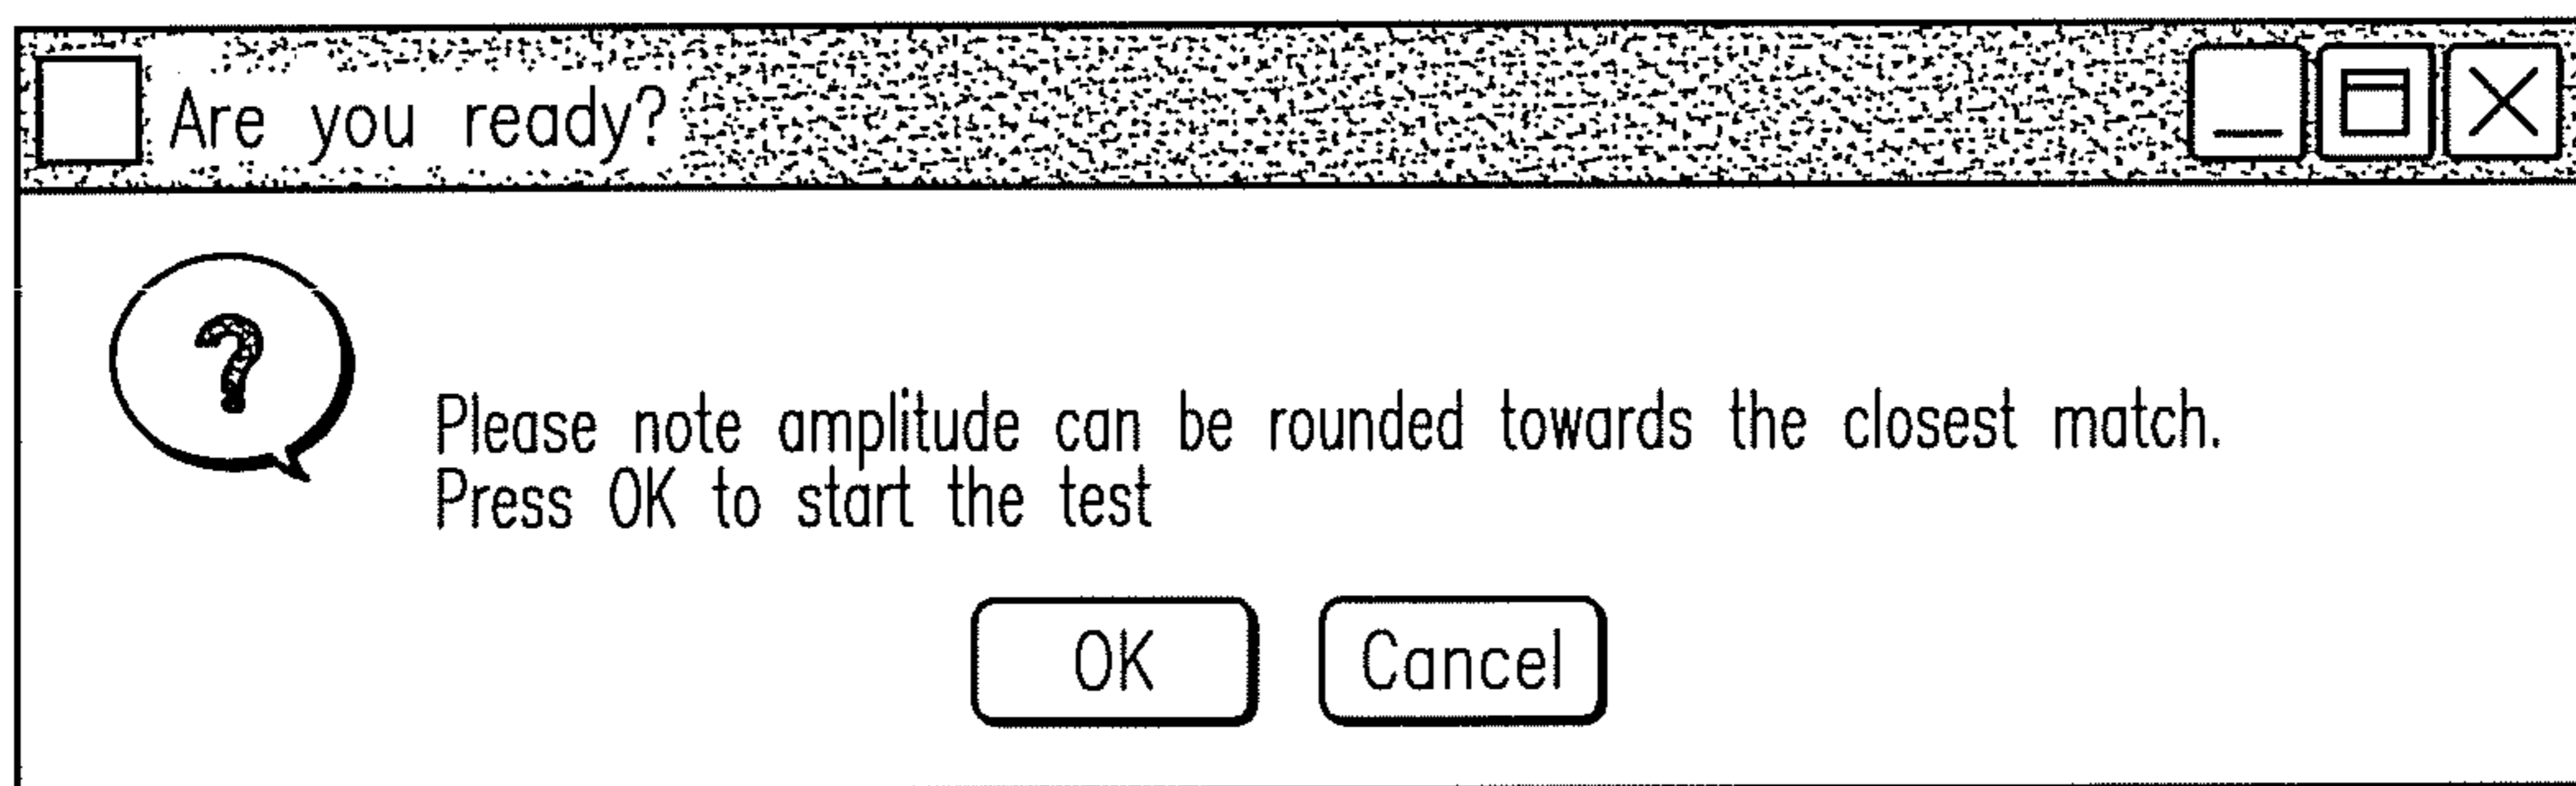 Are you ready?
?
Please note amplitude can be rounded towards the closest match.
Press OK to start the test
OK Cancel